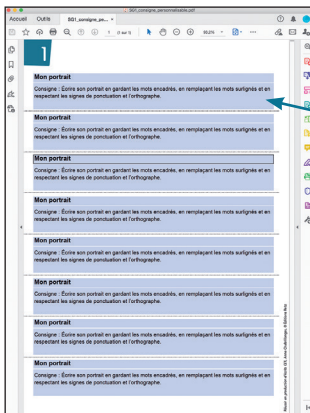 SG1_consigne_personnalisable.pdf
Accueil Outils SG1_consigne_pe... ×
1 (1 sur 1) 89,2%
1
Mon portrait
Consigne : Écrire son portrait en gardant les mots encadrés, en remplaçant les mots surlignés et en
respectant les signes de ponctuation et l'orthographe.
Mon portrait
Consigne : Écrire son portrait en gardant les mots encadrés, en remplaçant les mots surlignés et en
respectant les signes de ponctuation et l'orthographe.
Mon portrait
Consigne : Écrire son portrait en gardant les mots encadrés, en remplaçant les mots surlignés et en
respectant les signes de ponctuation et l'orthographe.
Mon portrait
Consigne : Écrire son portrait en gardant les mots encadrés, en remplaçant les mots surlignés et en
respectant les signes de ponctuation et l'orthographe.
Mon portrait
Consigne : Écrire son portrait en gardant les mots encadrés, en remplaçant les mots surlignés et en
respectant les signes de ponctuation et l'orthographe.
Mon portrait
Consigne : Écrire son portrait en gardant les mots encadrés, en remplaçant les mots surlignés et en
respectant les signes de ponctuation et l'orthographe.
Mon portrait
Consigne : Écrire son portrait en gardant les mots encadrés, en remplaçant les mots surlignés et en
respectant les signes de ponctuation et l'orthographe.
Mon portrait
Consigne : Écrire son portrait en gardant les mots encadrés, en remplaçant les mots surlignés et en
respectant les signes de ponctuation et l'orthographe.